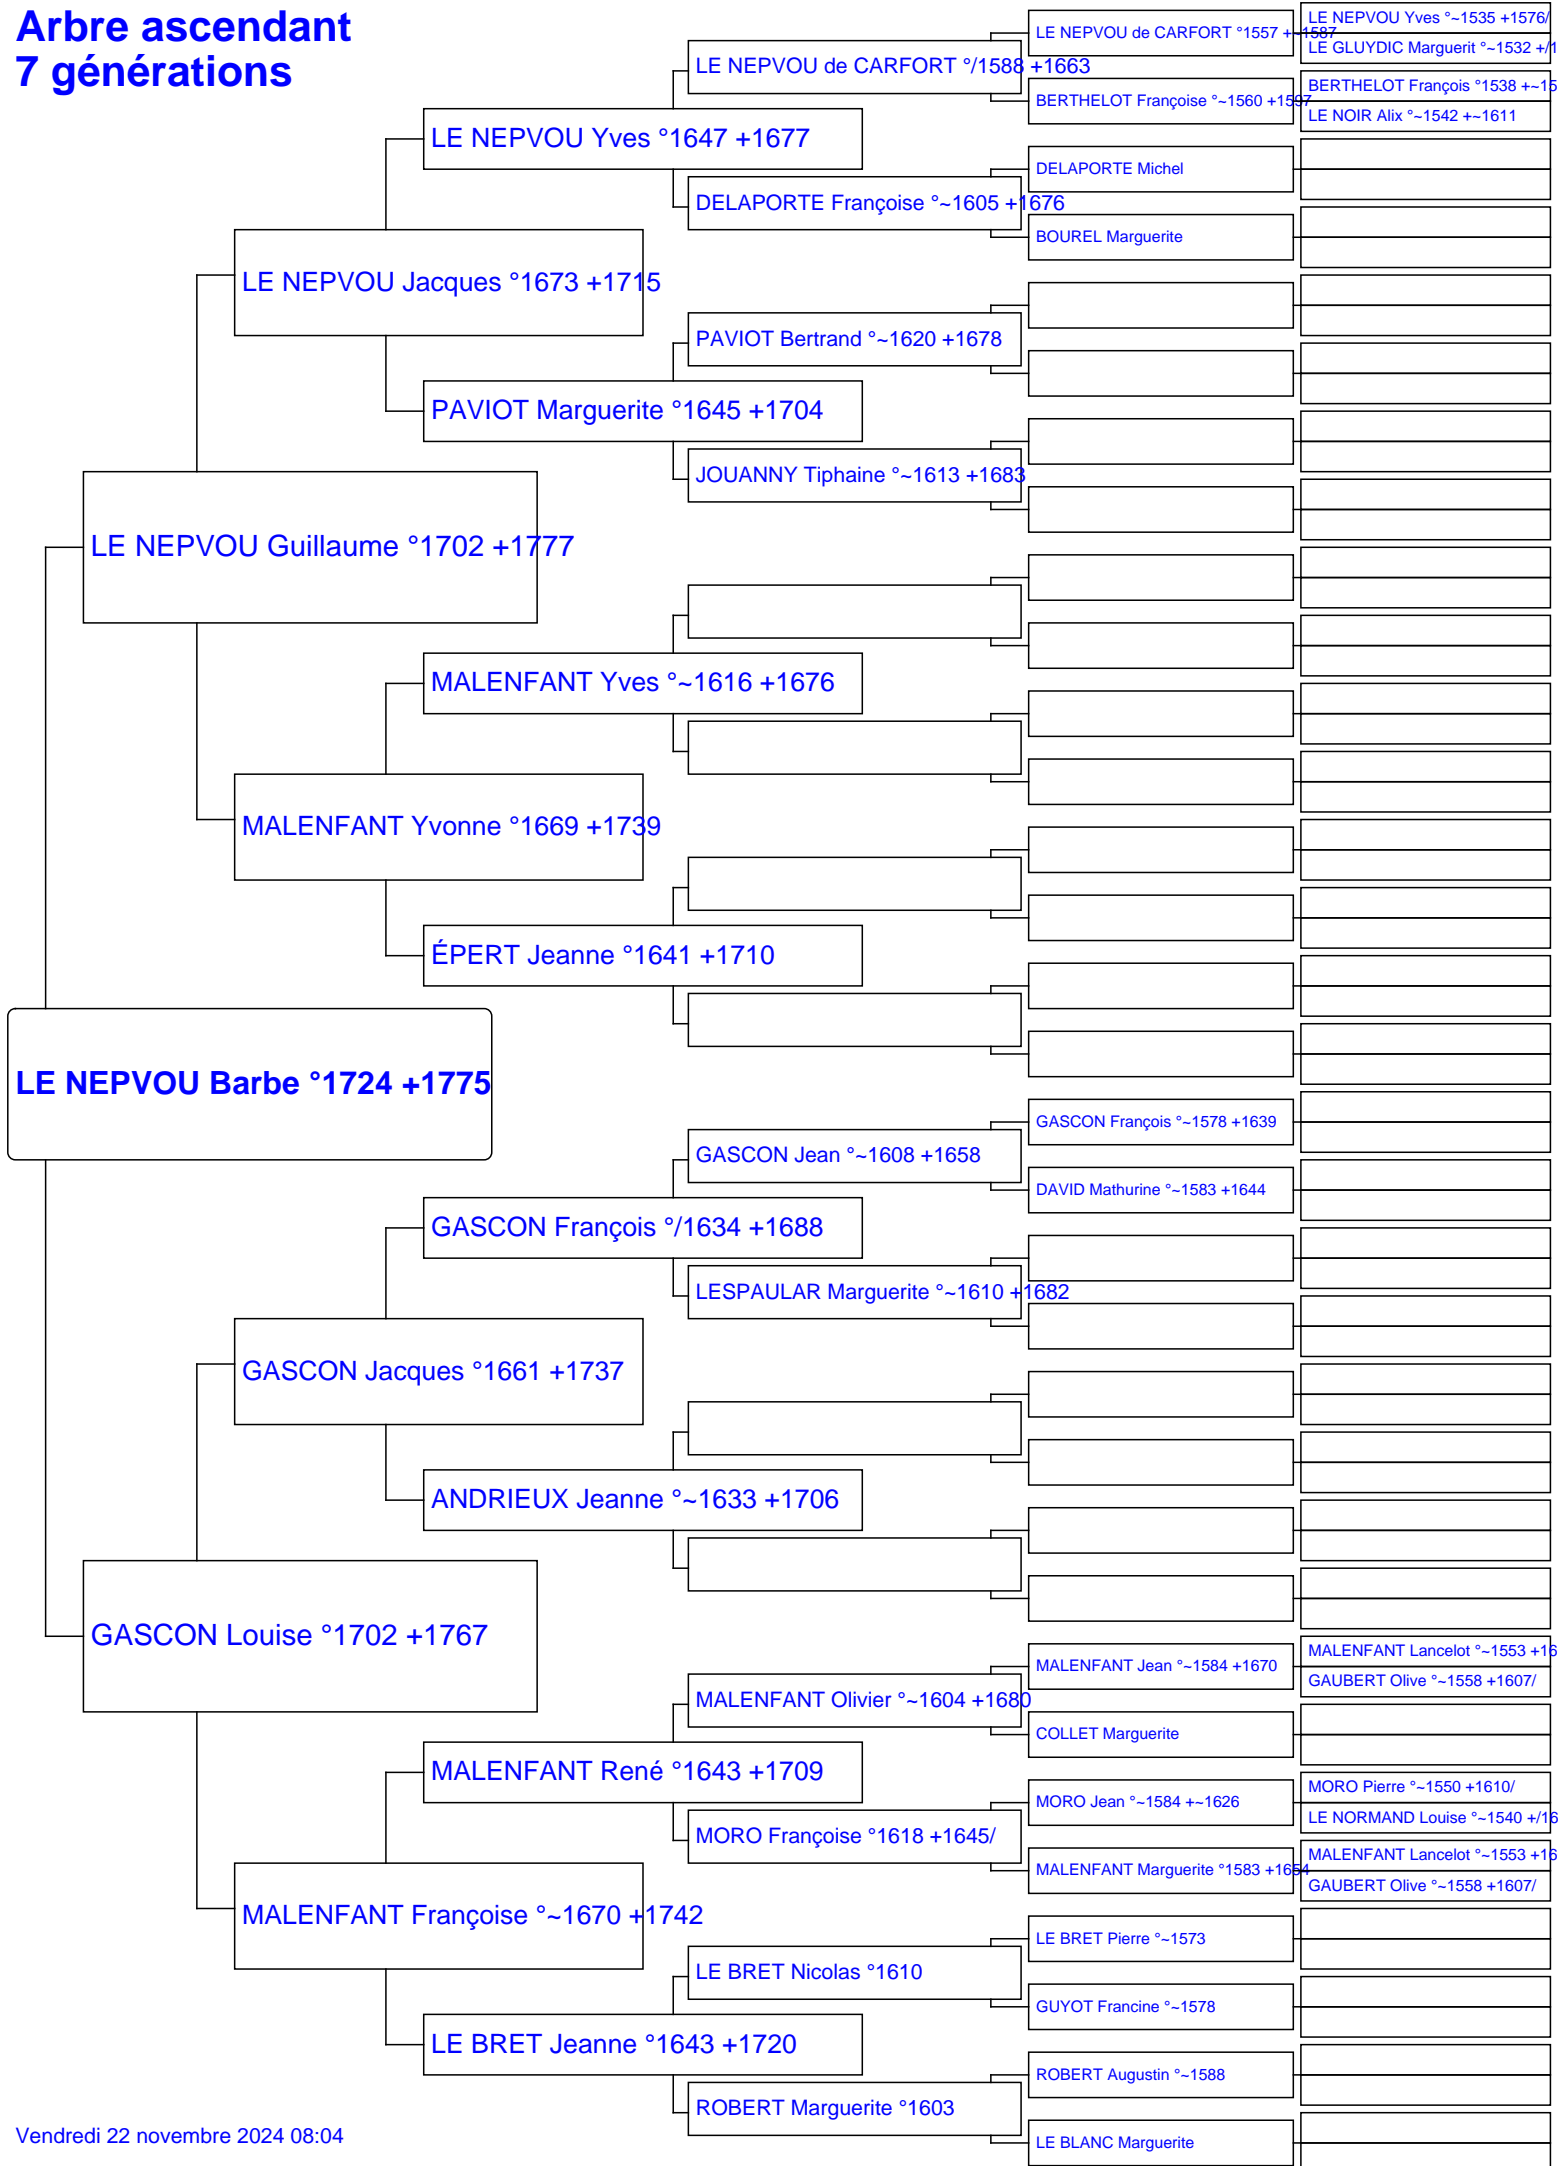 Arbre ascendant
7 générations
LE NEPVOU Yves °~1535 +1576/
LE NEPVOU de CARFORT °1557 +~1587
LE GLUYDIC Marguerit °~1532 +/1
LE NEPVOU de CARFORT °/1588 +1663
BERTHELOT François °1538 +~15
BERTHELOT Françoise °~1560 +1597
LE NOIR Alix °~1542 +~1611
LE NEPVOU Yves °1647 +1677
DELAPORTE Michel
DELAPORTE Françoise °~1605 +1676
BOUREL Marguerite
LE NEPVOU Jacques °1673 +1715
PAVIOT Bertrand °~1620 +1678
PAVIOT Marguerite °1645 +1704
JOUANNY Tiphaine °~1613 +1683
LE NEPVOU Guillaume °1702 +1777
MALENFANT Yves °~1616 +1676
MALENFANT Yvonne °1669 +1739
ÉPERT Jeanne °1641 +1710
LE NEPVOU Barbe °1724 +1775
GASCON François °~1578 +1639
GASCON Jean °~1608 +1658
DAVID Mathurine °~1583 +1644
GASCON François °/1634 +1688
LESPAULAR Marguerite °~1610 +1682
GASCON Jacques °1661 +1737
ANDRIEUX Jeanne °~1633 +1706
GASCON Louise °1702 +1767
MALENFANT Lancelot °~1553 +16
MALENFANT Jean °~1584 +1670
GAUBERT Olive °~1558 +1607/
MALENFANT Olivier °~1604 +1680
COLLET Marguerite
MALENFANT René °1643 +1709
MORO Pierre °~1550 +1610/
MORO Jean °~1584 +~1626
LE NORMAND Louise °~1540 +/16
MORO Françoise °1618 +1645/
MALENFANT Lancelot °~1553 +16
MALENFANT Marguerite °1583 +1654
GAUBERT Olive °~1558 +1607/
MALENFANT Françoise °~1670 +1742
LE BRET Pierre °~1573
LE BRET Nicolas °1610
GUYOT Francine °~1578
LE BRET Jeanne °1643 +1720
ROBERT Augustin °~1588
ROBERT Marguerite °1603
LE BLANC Marguerite
Vendredi 22 novembre 2024 08:04